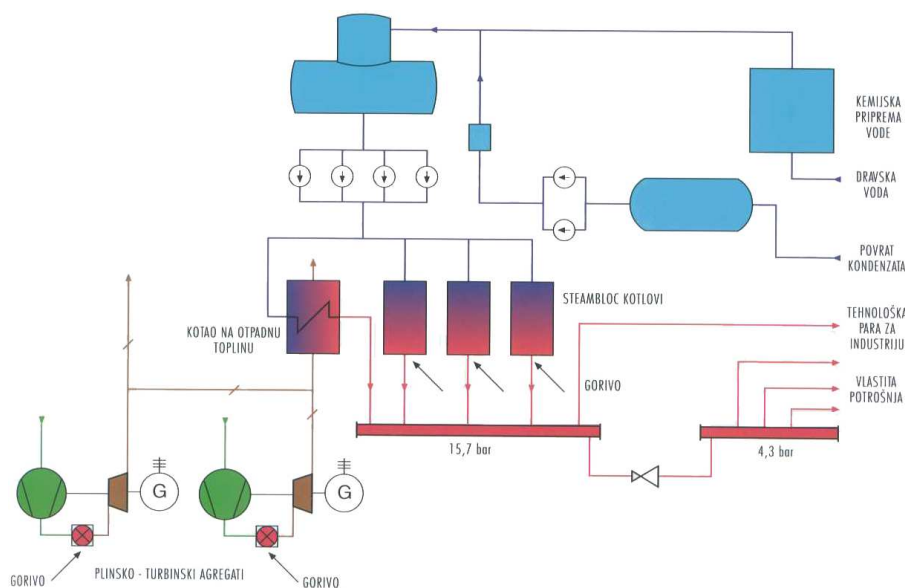 KEMIJSKA
PRIPREMA
VODE
DRAVSKA
VODA
POVRAT
KONDENZATA
STEAMBLOC KOTLOVI
TEHNOLOŠKA
PARA ZA
INDUSTRIJU
KOTAO NA OTPADNU
TOPLINU
GORIVO
VLASTITA
POTROŠNJA
15,7 bar
4,3 bar
G
G
GORIVO
PLINSKO - TURBINSKI AGREGATI
GORIVO